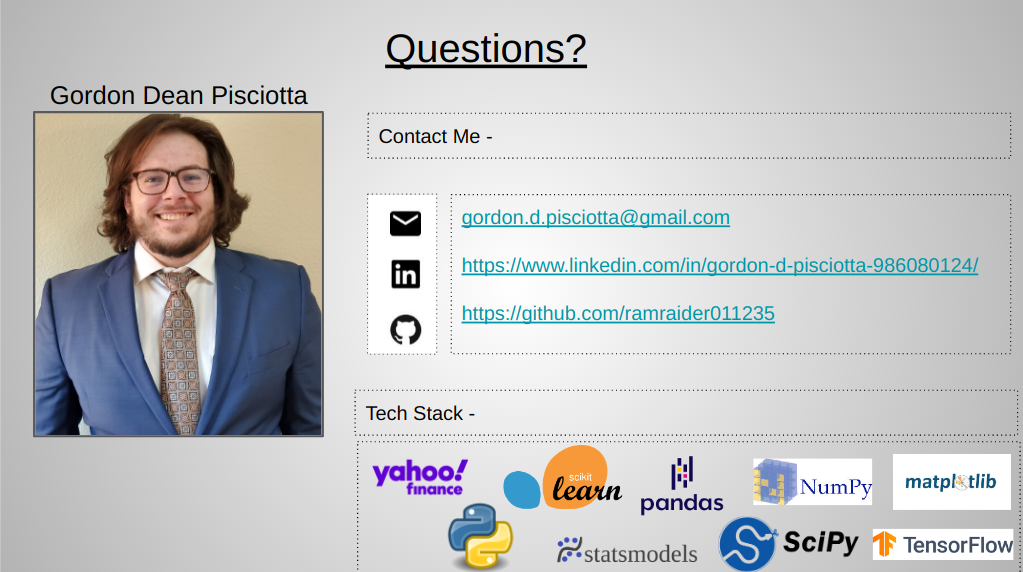 Questions?
Gordon Dean Pisciotta
Contact Me -
gordon.d.pisciotta@gmail.com
in
https://www.linkedin.com/in/gordon-d-pisciotta-986080124/
https://github.com/ramraider011235
Tech Stack -
yahoo!
finance
scikit
learn
pandas
NumPy
matplotlib
statsmodels
SciPy
TensorFlow